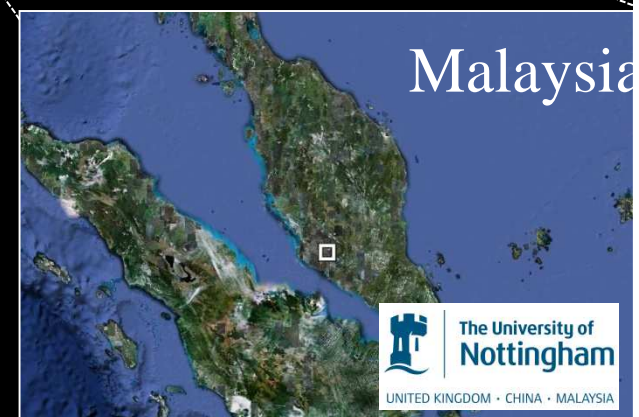 Malaysia
The University of
Nottingham
UNITED KINGDOM · CHINA · MALAYSIA